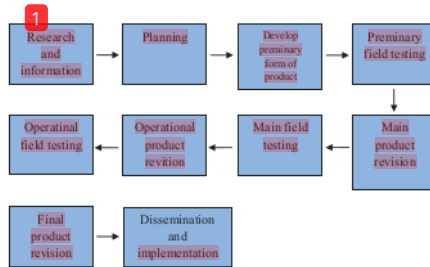 1
Research
and
information
Planning
Develop
preminary
form of
product
Preminary
field testing
Main
product
revision
Main field
testing
Operational
product
revition
Operatinal
field testing
Final
product
revision
Dissemination
and
implementation